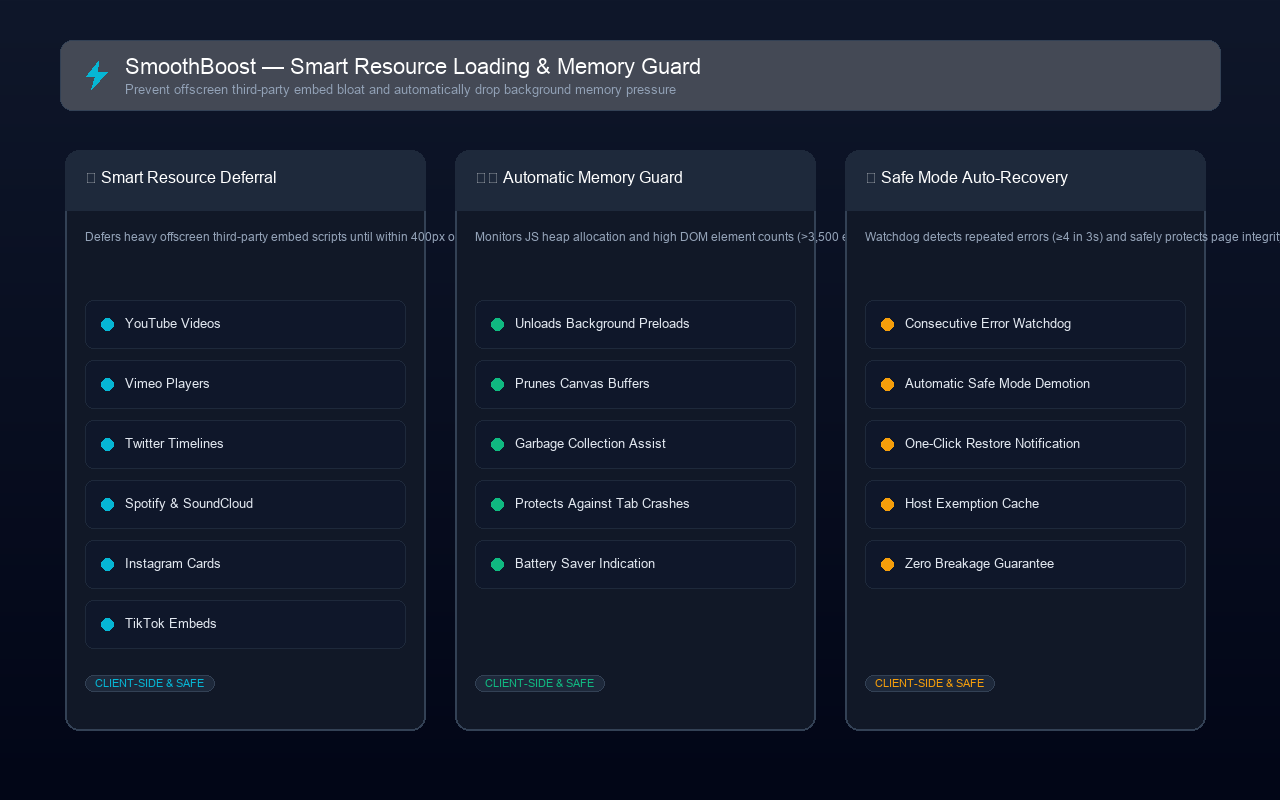 SmoothBoost — Smart Resource Loading & Memory Guard
Prevent offscreen third-party embed bloat and automatically drop background memory pressure
Smart Resource Deferral
Defers heavy offscreen third-party embed scripts until within 400px
YouTube Videos
Vimeo Players
Twitter Timelines
Spotify & SoundCloud
Instagram Cards
TikTok Embeds
CLIENT-SIDE & SAFE
Automatic Memory Guard
Monitors JS heap allocation and high DOM element counts (>3,500
Unloads Background Preloads
Prunes Canvas Buffers
Garbage Collection Assist
Protects Against Tab Crashes
Battery Saver Indication
CLIENT-SIDE & SAFE
Safe Mode Auto-Recovery
Watchdog detects repeated errors (≥4 in 3s) and safely protects page
Consecutive Error Watchdog
Automatic Safe Mode Demotion
One-Click Restore Notification
Host Exemption Cache
Zero Breakage Guarantee
CLIENT-SIDE & SAFE